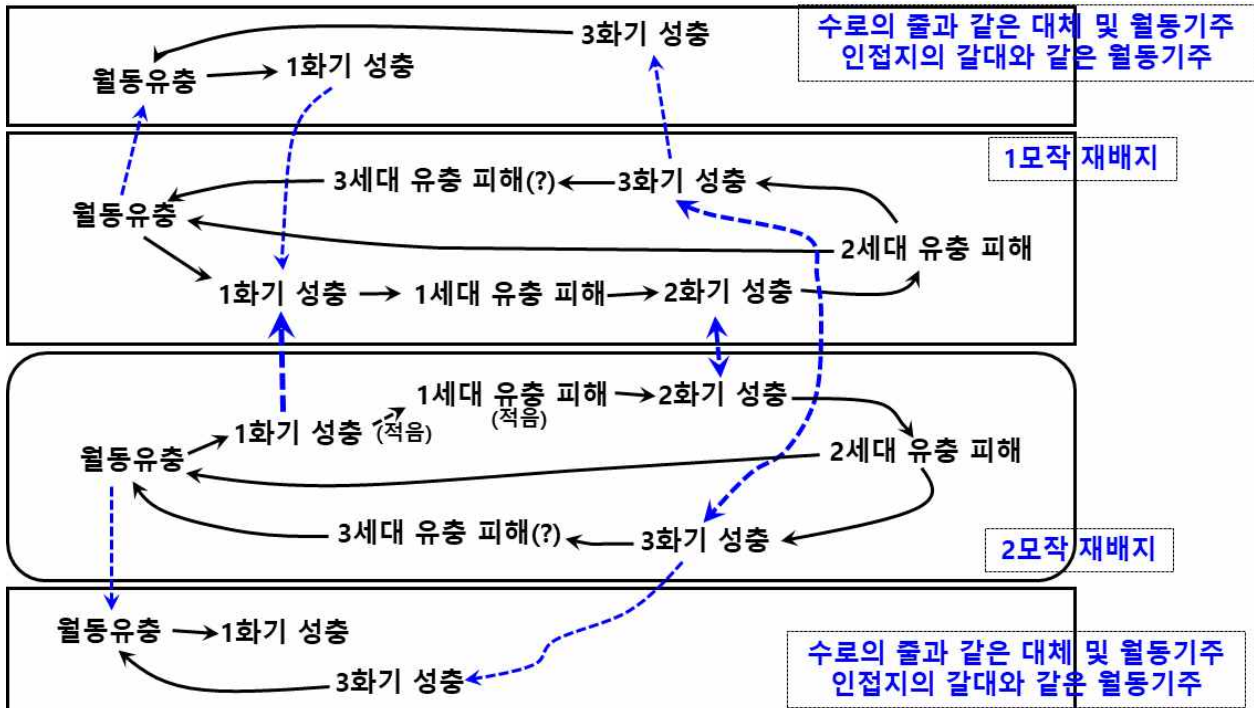 수로의 줄과 같은 대체 및 월동기주
인접지의 갈대와 같은 월동기주
3화기 성충
1화기 성충
월동유충
1모작 재배지
3세대 유충 피해(?)
3화기 성충
월동유충
2세대 유충 피해
1화기 성충
1세대 유충 피해
2화기 성충
1세대 유충 피해
(적음)
2화기 성충
1화기 성충
(적음)
월동유충
2세대 유충 피해
3세대 유충 피해(?)
3화기 성충
2모작 재배지
월동유충
1화기 성충
3화기 성충
수로의 줄과 같은 대체 및 월동기주
인접지의 갈대와 같은 월동기주